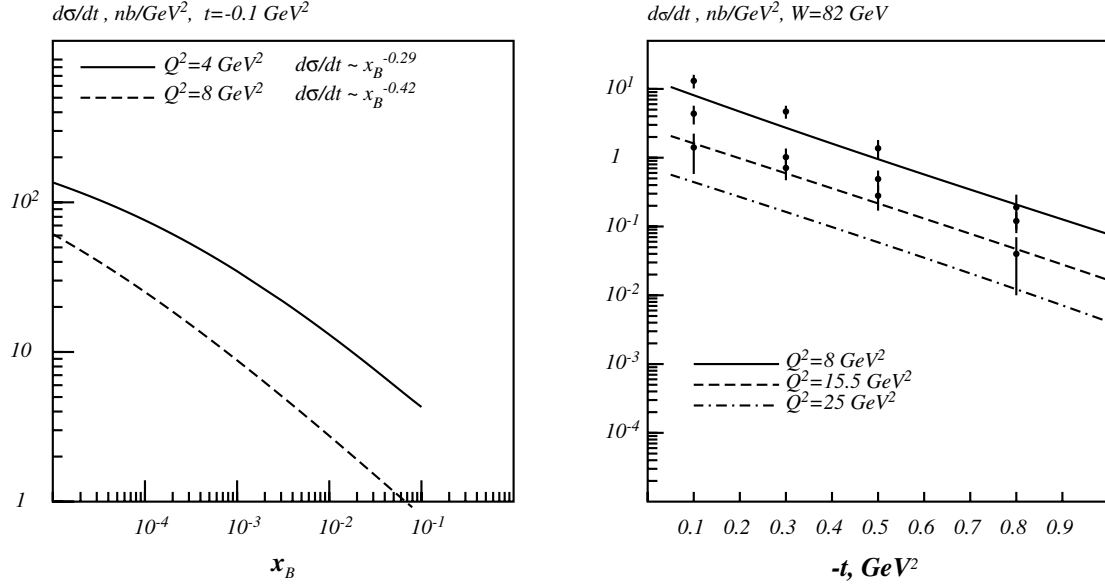 dσ/dt , nb/GeV², t=-0.1 GeV²
Q²=4 GeV² dσ/dt ~ x_B^-0.29
Q²=8 GeV² dσ/dt ~ x_B^-0.42
10²
10
1
10⁻⁴ 10⁻³ 10⁻² 10⁻¹
x_B
dσ/dt , nb/GeV², W=82 GeV
10¹
1
10⁻¹
10⁻²
10⁻³
10⁻⁴
Q²=8 GeV²
Q²=15.5 GeV²
Q²=25 GeV²
0.1 0.2 0.3 0.4 0.5 0.6 0.7 0.8 0.9
-t, GeV²